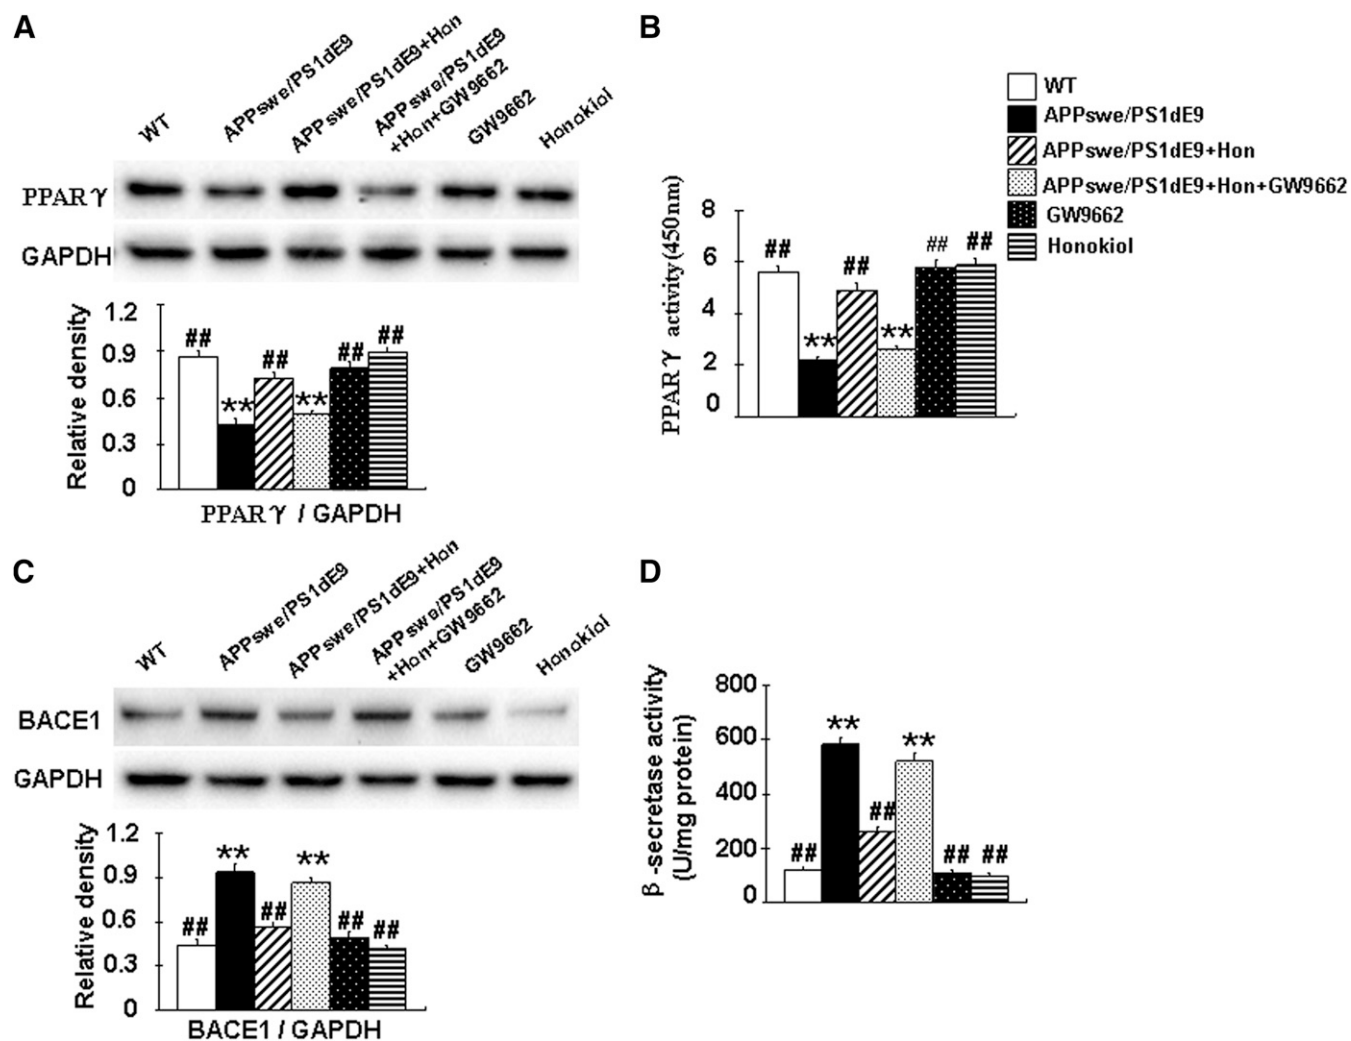 A
WT
APPswe/PS1dE9
APPswe/PS1dE9+Hon
APPswe/PS1dE9
+Hon+GW9662
GW9662
Honokiol
PPARγ
GAPDH
Relative density
1.2
0.9
0.6
0.3
0
##
**
##
**
##
##
PPARγ / GAPDH
B
WT
APPswe/PS1dE9
APPswe/PS1dE9+Hon
APPswe/PS1dE9+Hon+GW9662
GW9662
Honokiol
PPARγ activity(450nm)
8
6
4
2
0
##
**
##
**
##
##
C
WT
APPswe/PS1dE9
APPswe/PS1dE9+Hon
APPswe/PS1dE9
+Hon+GW9662
GW9662
Honokiol
BACE1
GAPDH
Relative density
1.2
0.9
0.6
0.3
0
##
**
##
**
##
##
BACE1 / GAPDH
D
β-secretase activity
(U/mg protein)
800
600
400
200
0
##
**
##
**
##
##